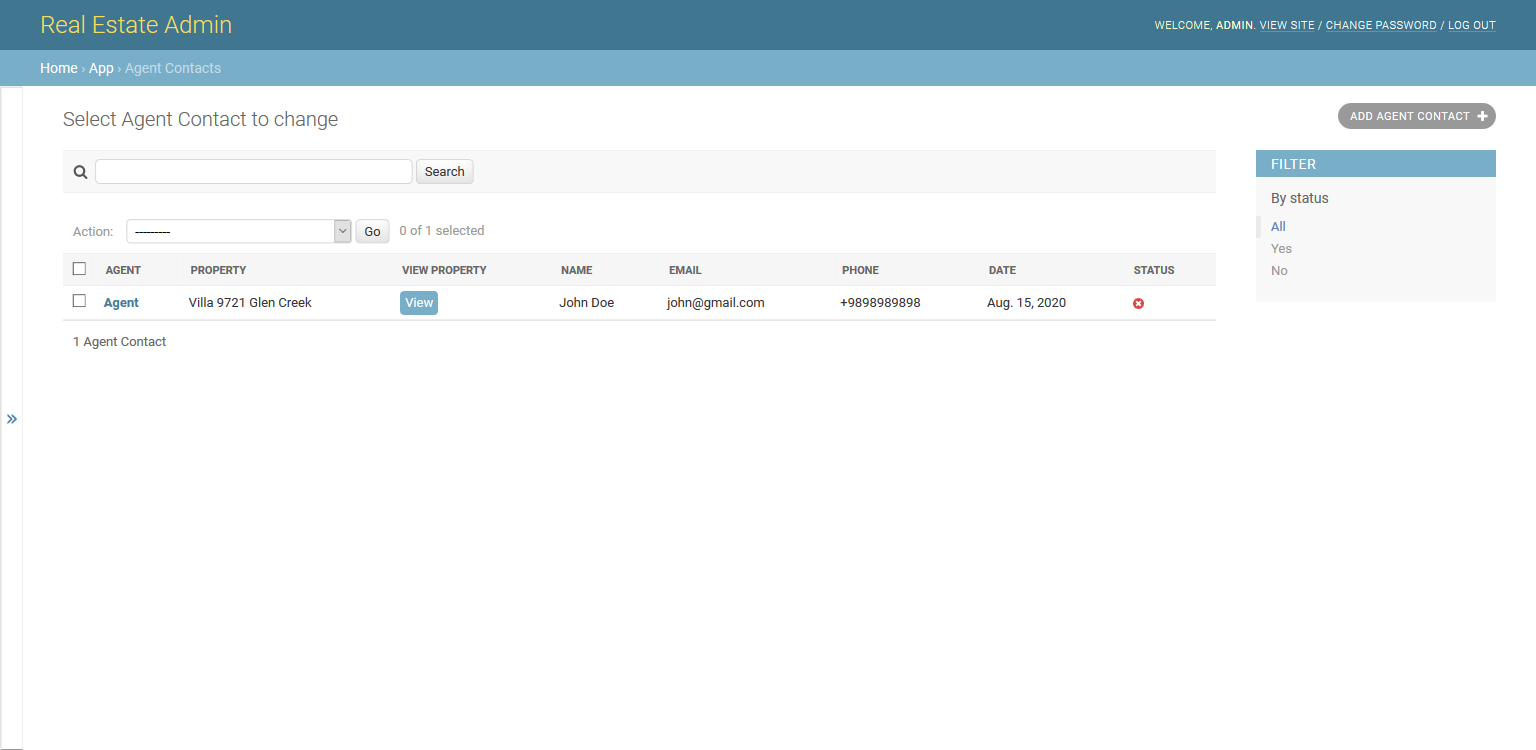 Real Estate Admin
WELCOME, ADMIN. VIEW SITE / CHANGE PASSWORD / LOG OUT
Home › App › Agent Contacts
Select Agent Contact to change
ADD AGENT CONTACT +
Search
FILTER
By status
All
Yes
No
Action: --------- Go 0 of 1 selected
AGENT PROPERTY VIEW PROPERTY NAME EMAIL PHONE DATE STATUS
Agent Villa 9721 Glen Creek View John Doe john@gmail.com +9898989898 Aug. 15, 2020
1 Agent Contact
»